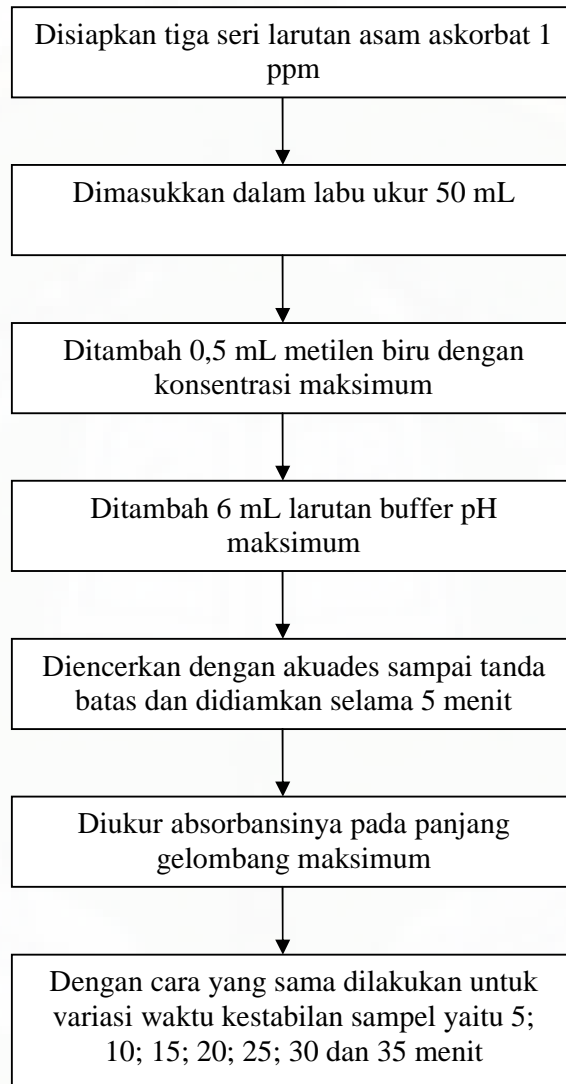 Disiapkan tiga seri larutan asam askorbat 1
ppm
Dimasukkan dalam labu ukur 50 mL
Ditambah 0,5 mL metilen biru dengan
konsentrasi maksimum
Ditambah 6 mL larutan buffer pH
maksimum
Diencerkan dengan akuades sampai tanda
batas dan didiamkan selama 5 menit
Diukur absorbansinya pada panjang
gelombang maksimum
Dengan cara yang sama dilakukan untuk
variasi waktu kestabilan sampel yaitu 5;
10; 15; 20; 25; 30 dan 35 menit